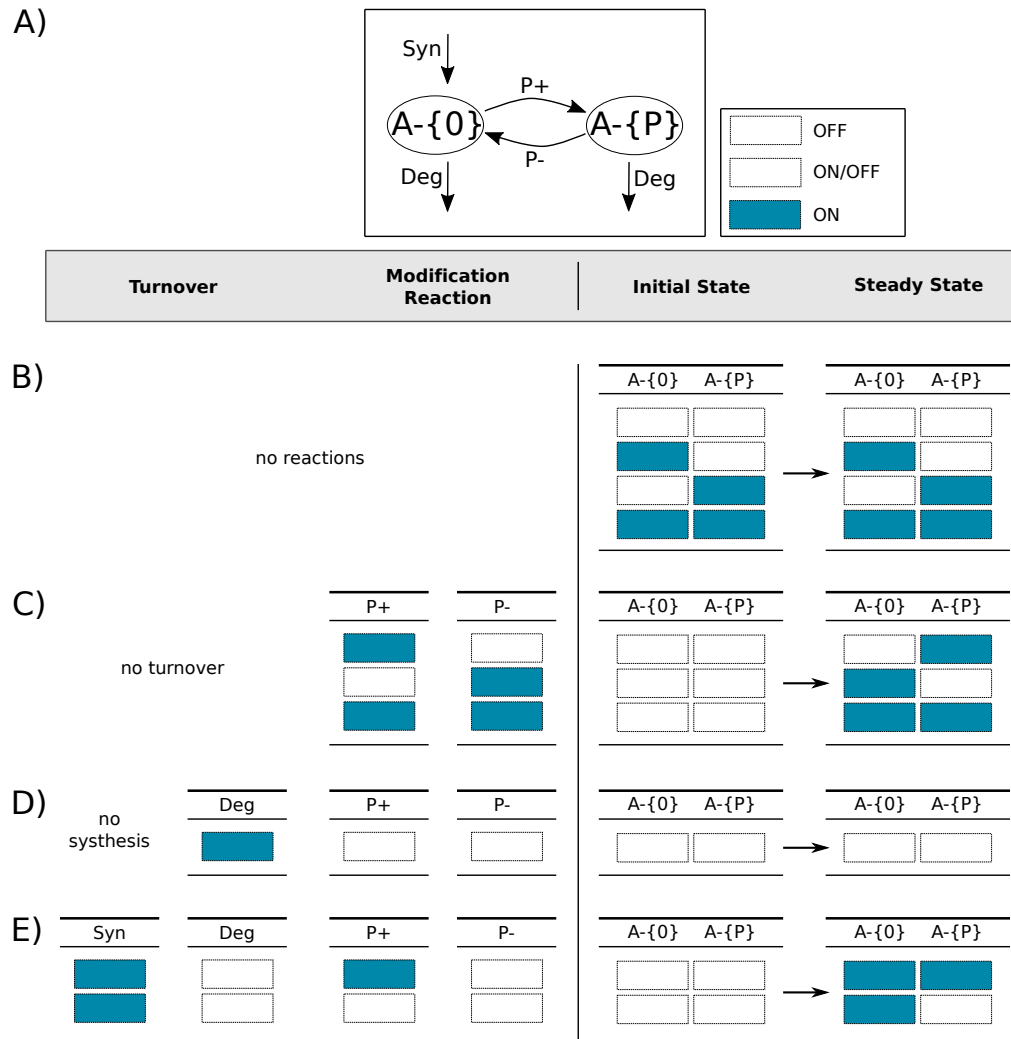 A)
Syn
P+
A-{0}
A-{P}
P-
Deg
Deg
OFF
ON/OFF
ON
Turnover
Modification
Reaction
Initial State
Steady State
B)
A-{0} A-{P}
A-{0} A-{P}
no reactions
C)
P+
P-
A-{0} A-{P}
A-{0} A-{P}
no turnover
D)
Deg
P+
P-
A-{0} A-{P}
A-{0} A-{P}
no
systhesis
E)
Syn
Deg
P+
P-
A-{0} A-{P}
A-{0} A-{P}